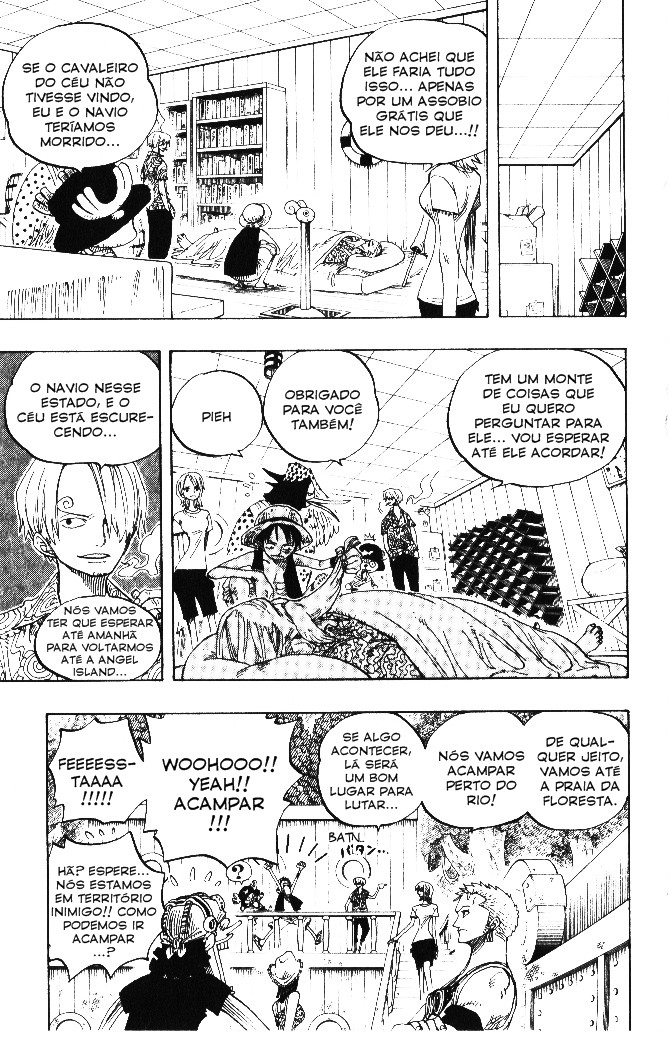 NÃO ACHEI QUE
ELE FARIA TUDO
ISSO... APENAS
POR UM ASSOBIO
GRÁTIS QUE
ELE NOS DEU...!!
SE O CAVALEIRO
DO CÉU NÃO
TIVESSE VINDO,
EU E O NAVIO
TERÍAMOS
MORRIDO...
TEM UM MONTE
DE COISAS QUE
EU QUERO
PERGUNTAR PARA
ELE... VOU ESPERAR
ATÉ ELE ACORDAR!
OBRIGADO
PARA VOCÊ
TAMBÉM!
PIEH
O NAVIO NESSE
ESTADO, E O
CÉU ESTÁ ESCURE-
CENDO...
NÓS VAMOS
TER QUE ESPERAR
ATÉ AMANHÃ
PARA VOLTARMOS
ATÉ A ANGEL
ISLAND...
DE QUAL-
QUER JEITO,
VAMOS ATÉ
A PRAIA DA
FLORESTA.
NÓS VAMOS
ACAMPAR
PERTO DO
RIO!
SE ALGO
ACONTECER,
LÁ SERÁ
UM BOM
LUGAR PARA
LUTAR...
WOOHOOO!!
YEAH!!
ACAMPAR
!!!
FEEEESS-
TAAAA
!!!!!
BATN..
?
HÃ? ESPERE...
NÓS ESTAMOS
EM TERRITÓRIO
INIMIGO!! COMO
PODEMOS IR
ACAMPAR
...?